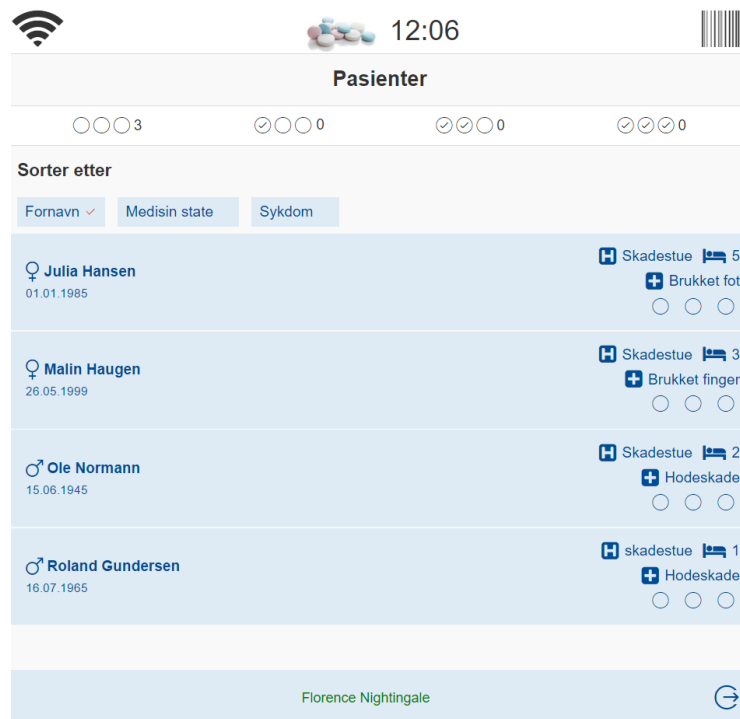 12:06
Pasienter
3 0 0 0
Sorter etter
Fornavn Medisin state Sykdom
Julia Hansen
01.01.1985
Skadestue 5
Brukket fot
Malin Haugen
26.05.1999
Skadestue 3
Brukket finger
Ole Normann
15.06.1945
Skadestue 2
Hodeskade
Roland Gundersen
16.07.1965
skadestue 1
Hodeskade
Florence Nightingale